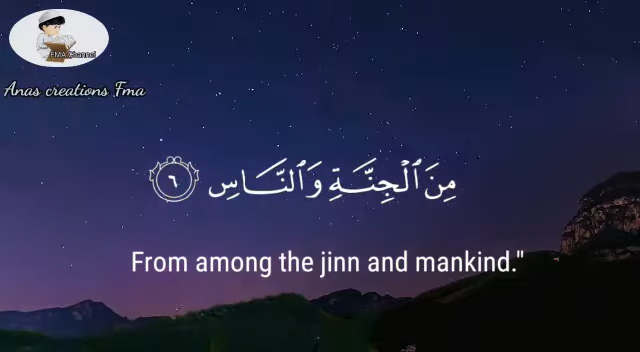 FMA Channel
Anas creations Fma
مِنَ ٱلْجِنَّةِ وَٱلنَّاسِ ٦
From among the jinn and mankind."